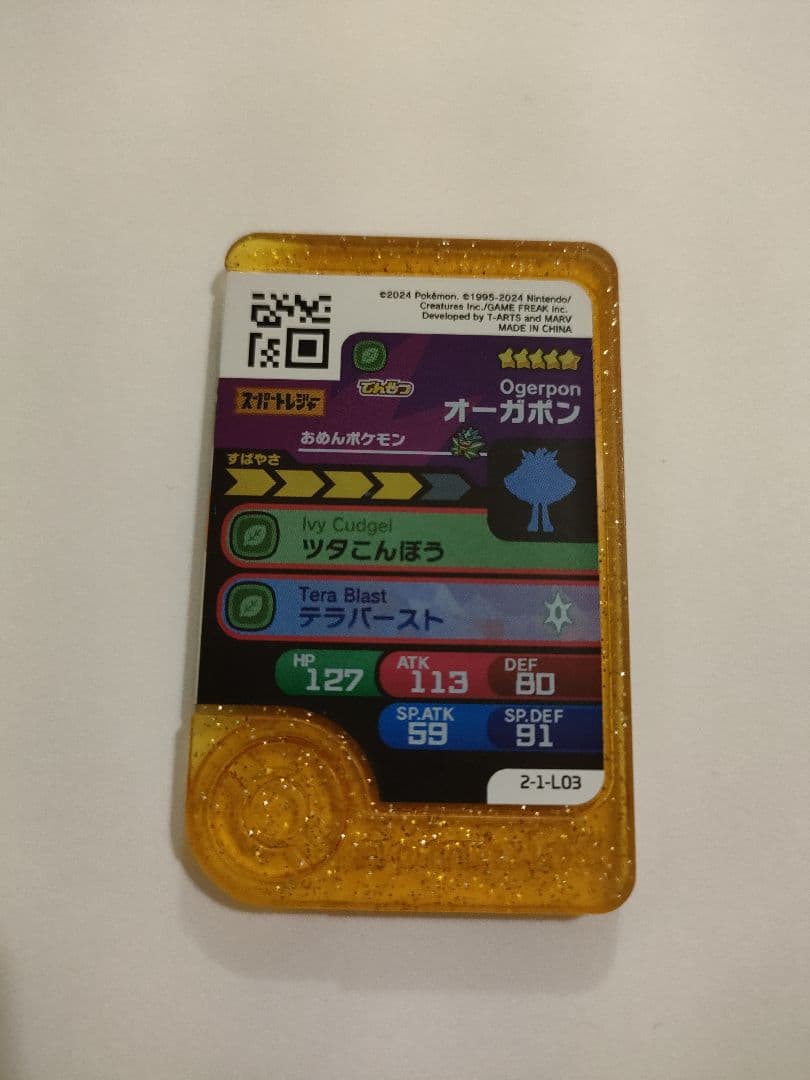 ©2024 Pokémon. ©1995-2024 Nintendo/
Creatures Inc./GAME FREAK inc.
Developed by T-ARTS and MARV
MADE IN CHINA
でんせつ
スーパートレジャー
Ogerpon
オーガポン
おめんポケモン
すばやさ
Ivy Cudgel
ツタこんぼう
Tera Blast
テラバースト
HP
127
ATK
113
DEF
80
SP.ATK
59
SP.DEF
91
2-1-L03